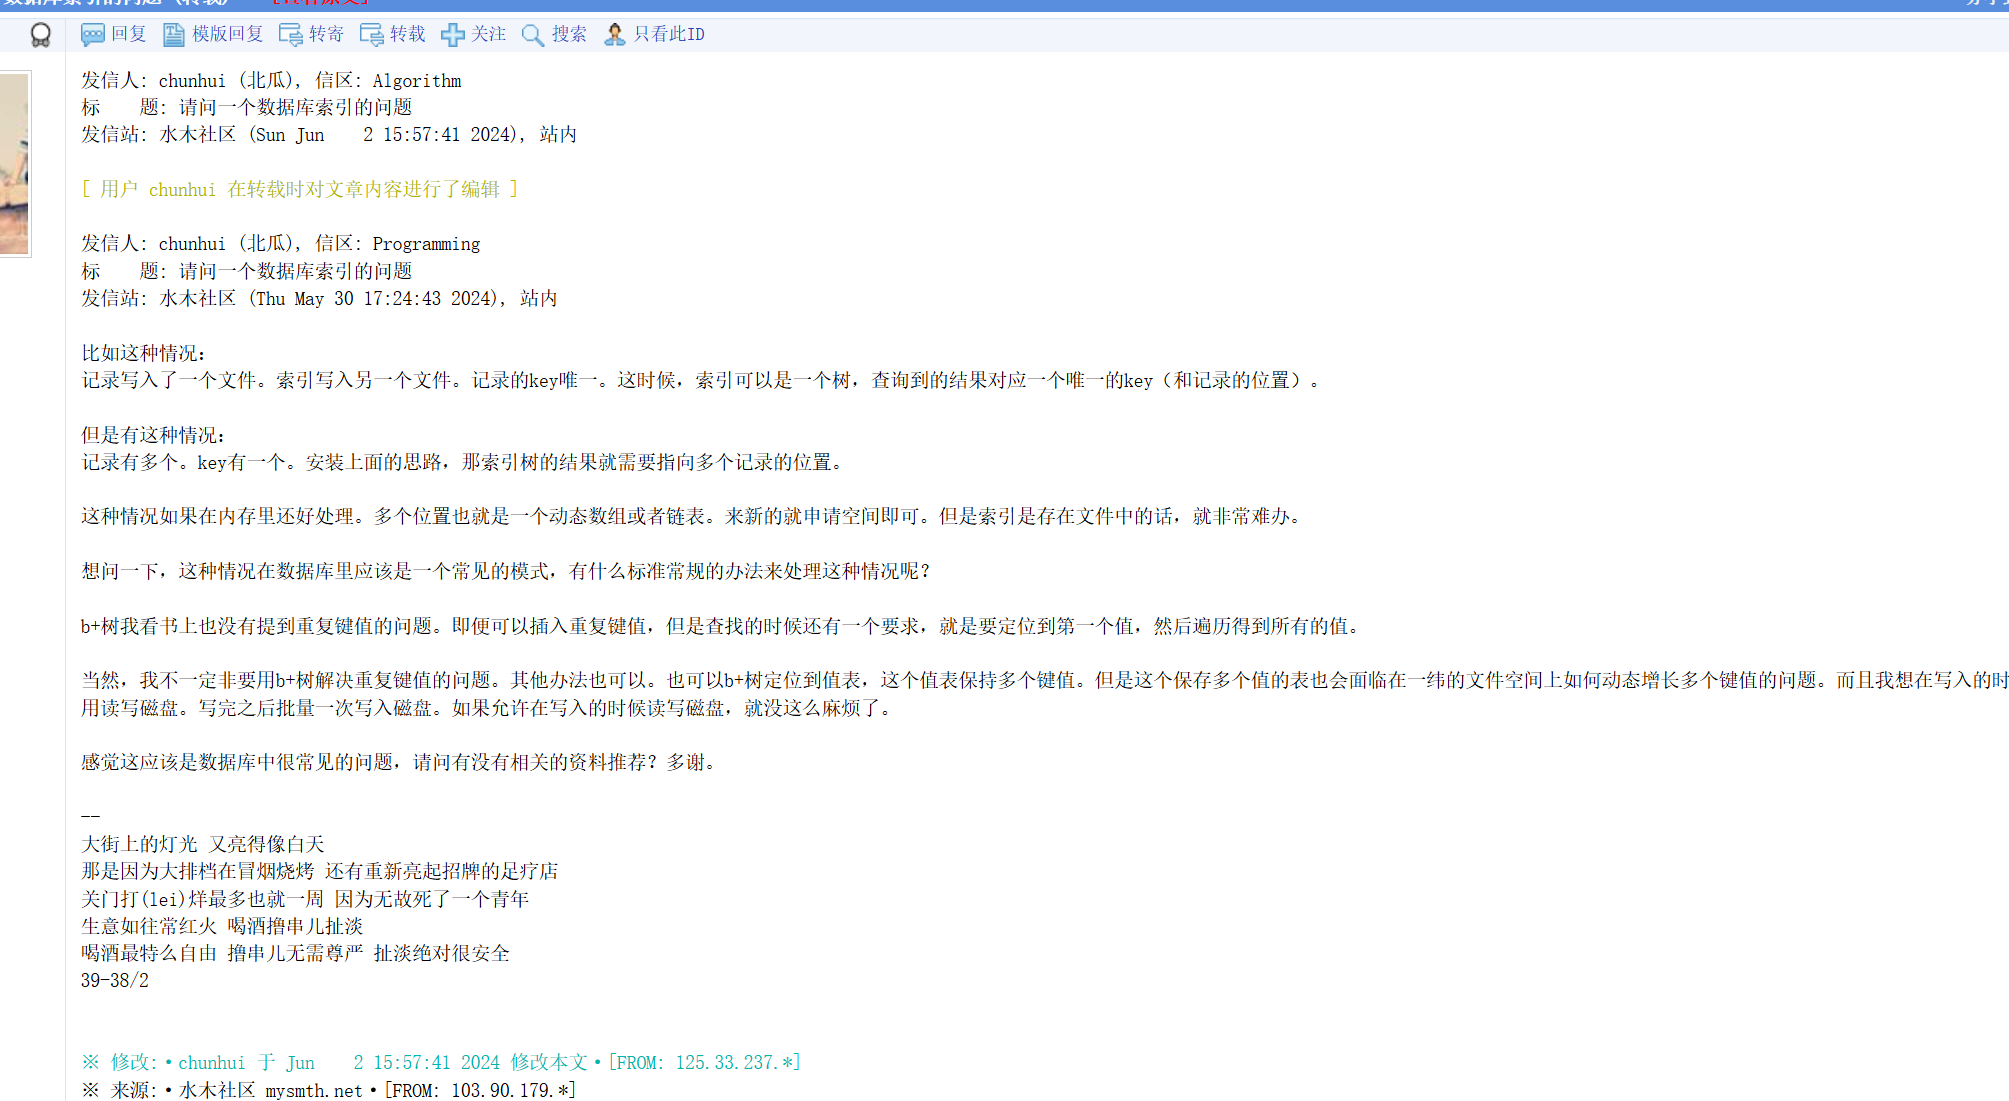 回复 模版回复 转寄 转载 关注 搜索 只看此ID
发信人: chunhui (北瓜), 信区: Algorithm
标    题: 请问一个数据库索引的问题
发信站: 水木社区 (Sun Jun    2 15:57:41 2024), 站内
[ 用户 chunhui 在转载时对文章内容进行了编辑 ]
发信人: chunhui (北瓜), 信区: Programming
标    题: 请问一个数据库索引的问题
发信站: 水木社区 (Thu May 30 17:24:43 2024), 站内
比如这种情况：
记录写入了一个文件。索引写入另一个文件。记录的key唯一。这时候，索引可以是一个树，查询到的结果对应一个唯一的key（和记录的位置）。
但是有这种情况：
记录有多个。key有一个。安装上面的思路，那索引树的结果就需要指向多个记录的位置。
这种情况如果在内存里还好处理。多个位置也就是一个动态数组或者链表。来新的就申请空间即可。但是索引是存在文件中的话，就非常难办。
想问一下，这种情况在数据库里应该是一个常见的模式，有什么标准常规的办法来处理这种情况呢？
b+树我看书上也没有提到重复键值的问题。即便可以插入重复键值，但是查找的时候还有一个要求，就是要定位到第一个值，然后遍历得到所有的值。
当然，我不一定非要用b+树解决重复键值的问题。其他办法也可以。也可以b+树定位到值表，这个值表保持多个键值。但是这个保存多个值的表也会面临在一纬的文件空间上如何动态增长多个键值的问题。而且我想在写入的时
用读写磁盘。写完之后批量一次写入磁盘。如果允许在写入的时候读写磁盘，就没这么麻烦了。
感觉这应该是数据库中很常见的问题，请问有没有相关的资料推荐？多谢。
--
大街上的灯光 又亮得像白天
那是因为大排档在冒烟烧烤 还有重新亮起招牌的足疗店
关门打(lei)烊最多也就一周 因为无故死了一个青年
生意如往常红火 喝酒撸串儿扯淡
喝酒最特么自由 撸串儿无需尊严 扯淡绝对很安全
39-38/2
※ 修改:·chunhui 于 Jun    2 15:57:41 2024 修改本文·[FROM: 125.33.237.*]
※ 来源:·水木社区 mysmth.net·[FROM: 103.90.179.*]